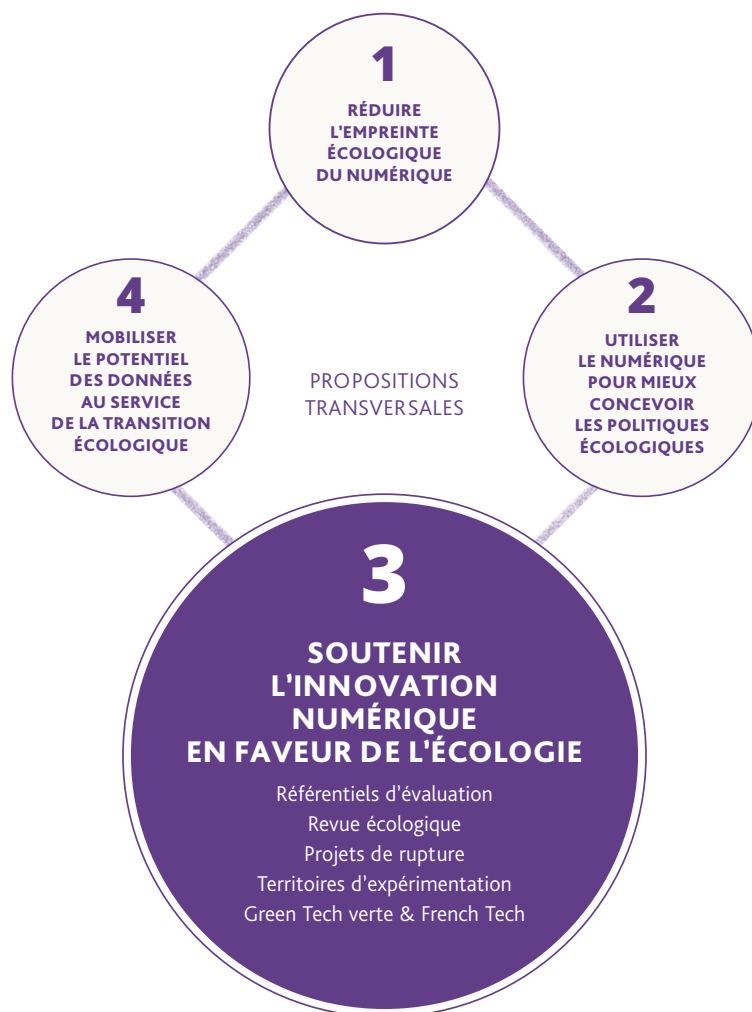 1
RÉDUIRE
L'EMPREINTE
ÉCOLOGIQUE
DU NUMÉRIQUE
4
MOBILISER
LE POTENTIEL
DES DONNÉES
AU SERVICE
DE LA TRANSITION
ÉCOLOGIQUE
PROPOSITIONS
TRANSVERSALES
2
UTILISER
LE NUMÉRIQUE
POUR MIEUX
CONCEVOIR
LES POLITIQUES
ÉCOLOGIQUES
3
SOUTENIR
L'INNOVATION
NUMÉRIQUE
EN FAVEUR DE L'ÉCOLOGIE
Référentiels d'évaluation
Revue écologique
Projets de rupture
Territoires d'expérimentation
Green Tech verte & French Tech